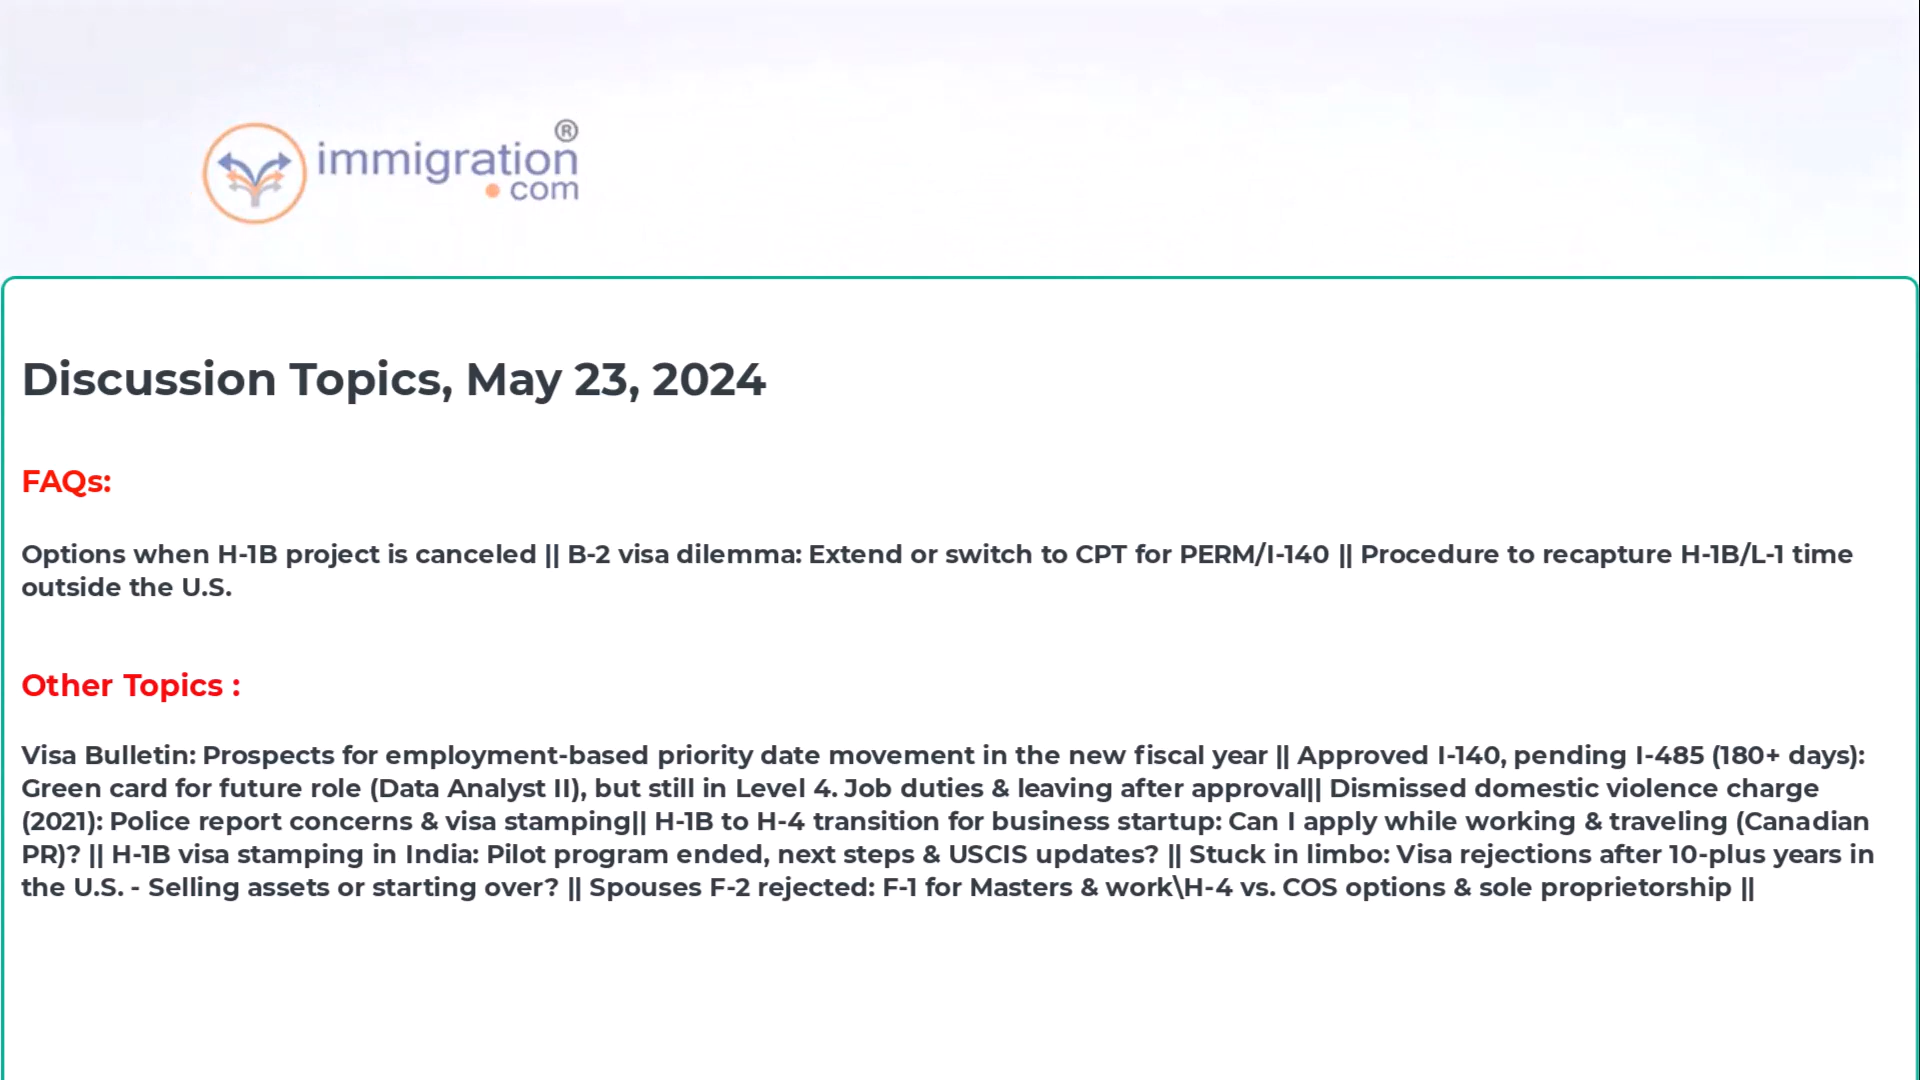 immigration®
.com
Discussion Topics, May 23, 2024
FAQs:
Options when H-1B project is canceled || B-2 visa dilemma: Extend or switch to CPT for PERM/I-140 || Procedure to recapture H-1B/L-1 time
outside the U.S.
Other Topics :
Visa Bulletin: Prospects for employment-based priority date movement in the new fiscal year || Approved I-140, pending I-485 (180+ days):
Green card for future role (Data Analyst II), but still in Level 4. Job duties & leaving after approval|| Dismissed domestic violence charge
(2021): Police report concerns & visa stamping|| H-1B to H-4 transition for business startup: Can I apply while working & traveling (Canadian
PR)? || H-1B visa stamping in India: Pilot program ended, next steps & USCIS updates? || Stuck in limbo: Visa rejections after 10-plus years in
the U.S. - Selling assets or starting over? || Spouses F-2 rejected: F-1 for Masters & work\H-4 vs. COS options & sole proprietorship ||